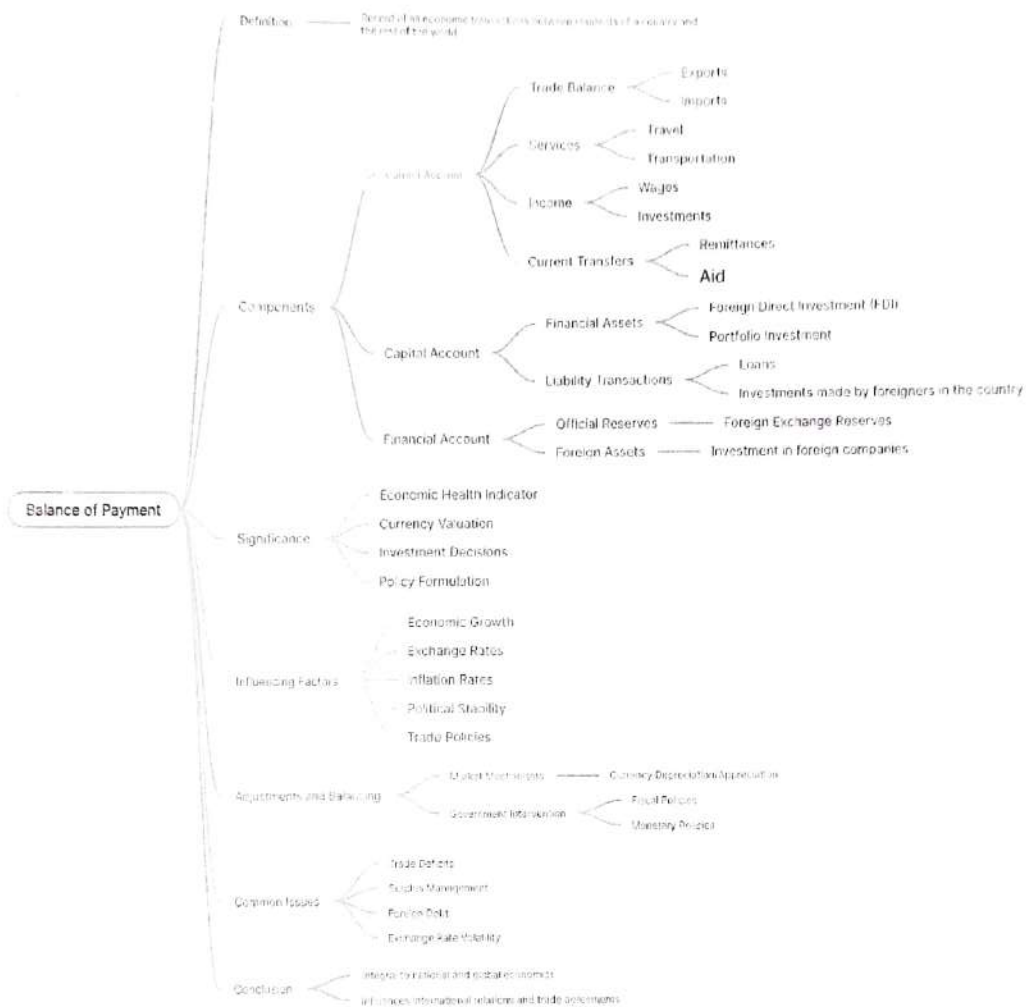 Definition
Record of all economic transactions between residents of a country and
the rest of the world
Trade Balance
Exports
Imports
Services
Travel
Transportation
Current Account
Income
Wages
Investments
Current Transfers
Remittances
Aid
Components
Capital Account
Financial Assets
Foreign Direct Investment (FDI)
Portfolio Investment
Liability Transactions
Loans
Investments made by foreigners in the country
Financial Account
Official Reserves
Foreign Exchange Reserves
Foreign Assets
Investment in foreign companies
Balance of Payment
Significance
Economic Health Indicator
Currency Valuation
Investment Decisions
Policy Formulation
Influencing Factors
Economic Growth
Exchange Rates
Inflation Rates
Political Stability
Trade Policies
Adjustments and Balancing
Market Mechanisms
Currency Depreciation/Appreciation
Government Intervention
Fiscal Policies
Monetary Policies
Common Issues
Trade Deficits
Surplus Management
Foreign Debt
Exchange Rate Volatility
Conclusion
Integral to national and global economics
Influences international relations and trade agreements